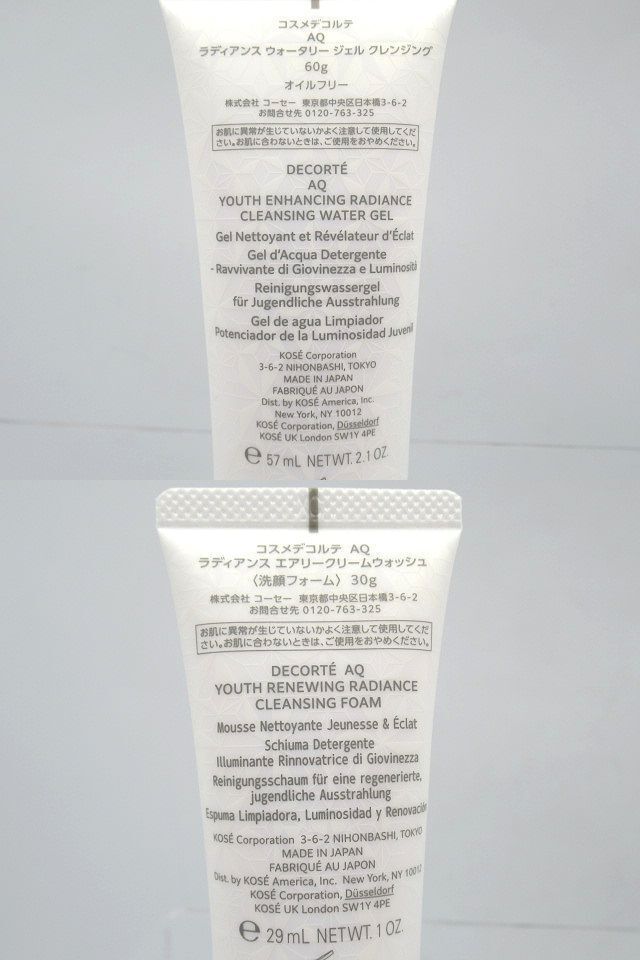 コスメデコルテ
AQ
ラディアンス ウォータリー ジェル クレンジング
60g
オイルフリー
株式会社 コーセー 東京都中央区日本橋3-6-2
お問合せ先 0120-763-325
お肌に異常が生じていないかよく注意して使用してくだ
さい。お肌に合わないときは、ご使用をおやめください。
DECORTÉ
AQ
YOUTH ENHANCING RADIANCE
CLEANSING WATER GEL
Gel Nettoyant et Révélateur d'Éclat
Gel d'Acqua Detergente
- Ravvivante di Giovinezza e Luminosità
Reinigungswassergel
für Jugendliche Ausstrahlung
Gel de agua Limpiador
Potenciador de la Luminosidad Juvenil
KOSÉ Corporation
3-6-2 NIHONBASHI, TOKYO
MADE IN JAPAN
FABRIQUÉ AU JAPON
Dist. by KOSÉ America, Inc.
New York, NY 10012
KOSÉ Corporation, Düsseldorf
KOSÉ UK London SW1Y 4PE
℮ 57 mL NETWT. 2.1 OZ.
コスメデコルテ AQ
ラディアンス エアリークリームウォッシュ
〈洗顔フォーム〉 30g
株式会社 コーセー 東京都中央区日本橋3-6-2
お問合せ先 0120-763-325
お肌に異常が生じていないかよく注意して使用してくだ
さい。お肌に合わないときは、ご使用をおやめください。
DECORTÉ AQ
YOUTH RENEWING RADIANCE
CLEANSING FOAM
Mousse Nettoyante Jeunesse & Éclat
Schiuma Detergente
Illuminante Rinnovatrice di Giovinezza
Reinigungsschaum für eine regenerierte,
jugendliche Ausstrahlung
Espuma Limpiadora, Luminosidad y Renovación
KOSÉ Corporation 3-6-2 NIHONBASHI, TOKYO
MADE IN JAPAN
FABRIQUÉ AU JAPON
Dist. by KOSÉ America, Inc. New York, NY 10012
KOSÉ Corporation, Düsseldorf
KOSÉ UK London SW1Y 4PE
℮ 29 mL NETWT. 1 OZ.